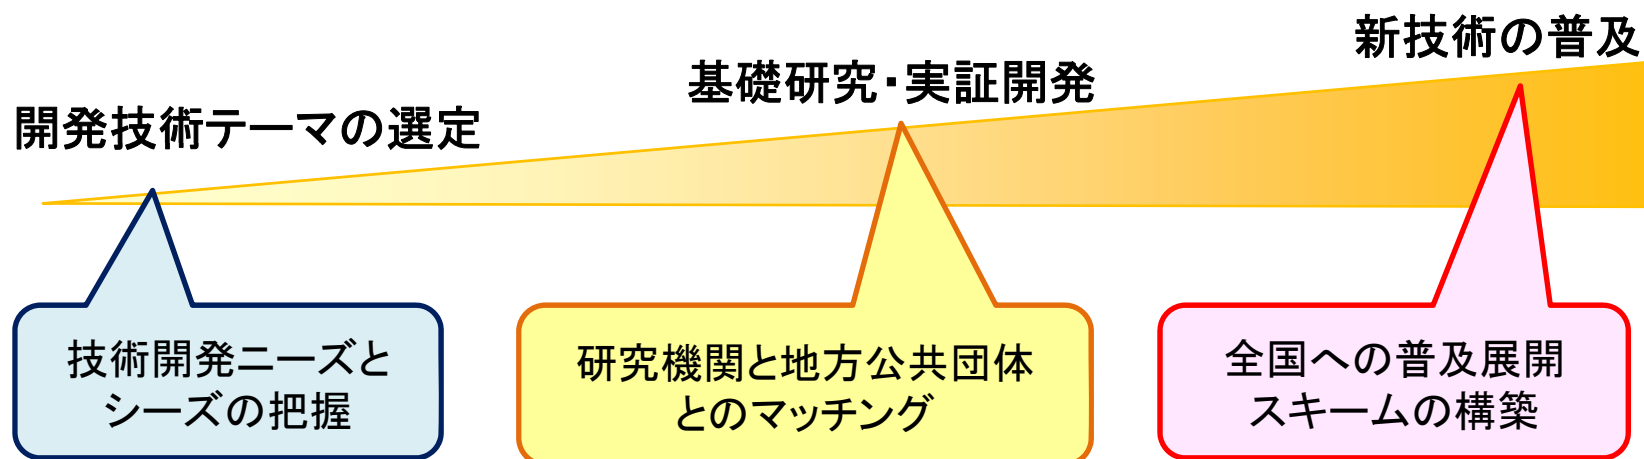 開発技術テーマの選定
基礎研究・実証開発
新技術の普及
技術開発ニーズと
シーズの把握
研究機関と地方公共団体
とのマッチング
全国への普及展開
スキームの構築